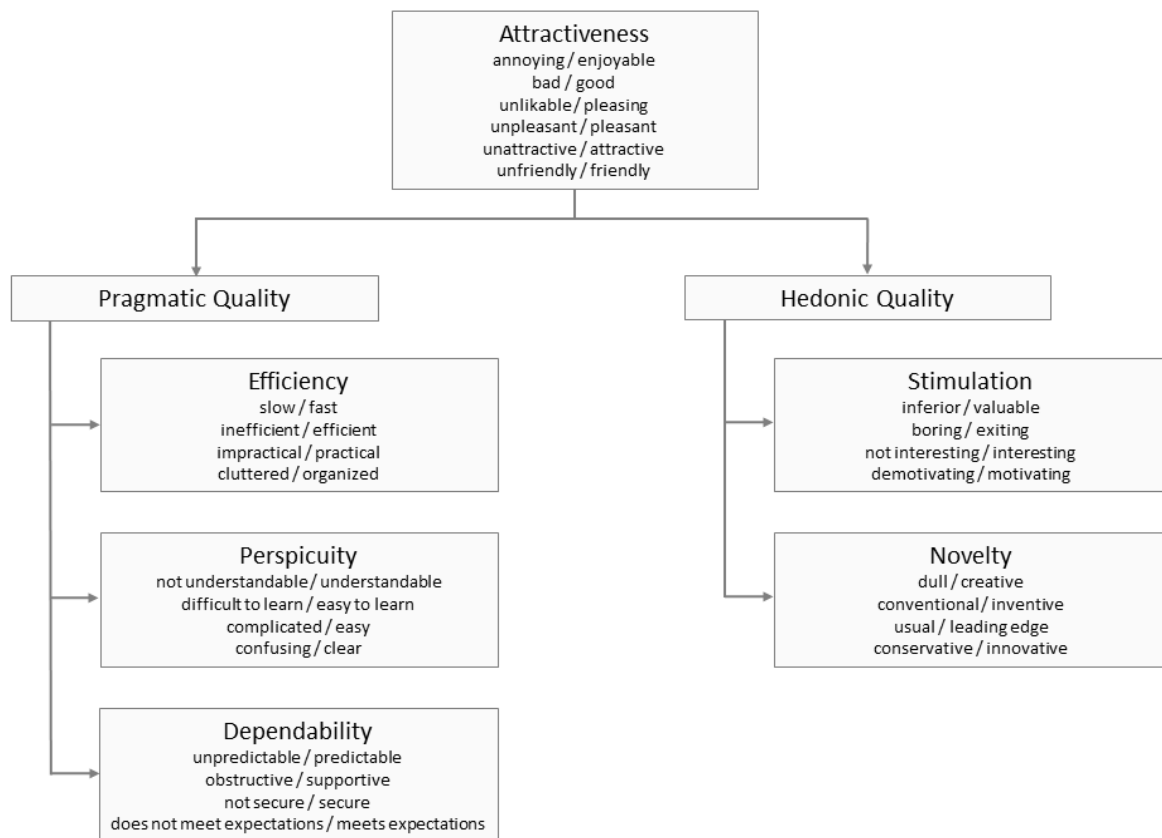 Attractiveness
annoying / enjoyable
bad / good
unlikable / pleasing
unpleasant / pleasant
unattractive / attractive
unfriendly / friendly
Pragmatic Quality
Efficiency
slow / fast
inefficient / efficient
impractical / practical
cluttered / organized
Perspicuity
not understandable / understandable
difficult to learn / easy to learn
complicated / easy
confusing / clear
Dependability
unpredictable / predictable
obstructive / supportive
not secure / secure
does not meet expectations / meets expectations
Hedonic Quality
Stimulation
inferior / valuable
boring / exiting
not interesting / interesting
demotivating / motivating
Novelty
dull / creative
conventional / inventive
usual / leading edge
conservative / innovative